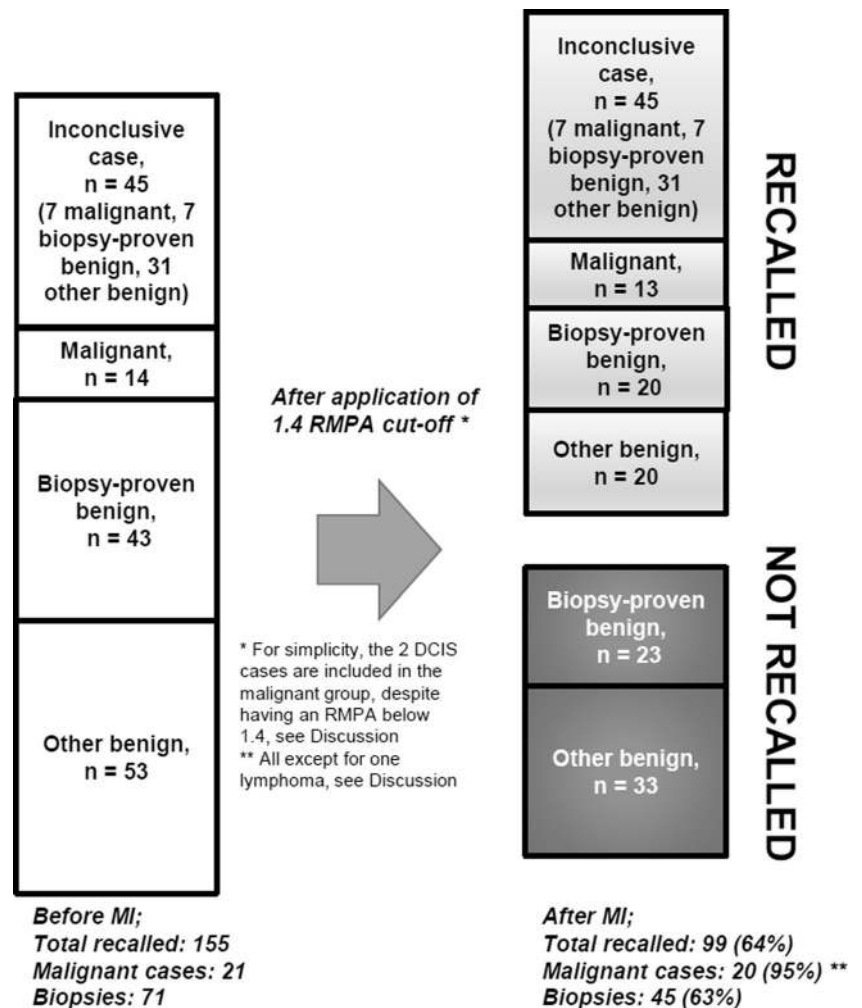 Inconclusive
case,
n = 45
(7 malignant, 7
biopsy-proven
benign, 31
other benign)
Malignant,
n = 14
Biopsy-proven
benign,
n = 43
Other benign,
n = 53
Before MI;
Total recalled: 155
Malignant cases: 21
Biopsies: 71
After application of
1.4 RMPA cut-off *
* For simplicity, the 2 DCIS
cases are included in the
malignant group, despite
having an RMPA below
1.4, see Discussion
** All except for one
lymphoma, see Discussion
Inconclusive
case,
n = 45
(7 malignant, 7
biopsy-proven
benign, 31
other benign)
Malignant,
n = 13
Biopsy-proven
benign,
n = 20
Other benign,
n = 20
RECALLED
Biopsy-proven
benign,
n = 23
Other benign,
n = 33
NOT RECALLED
After MI;
Total recalled: 99 (64%)
Malignant cases: 20 (95%) **
Biopsies: 45 (63%)